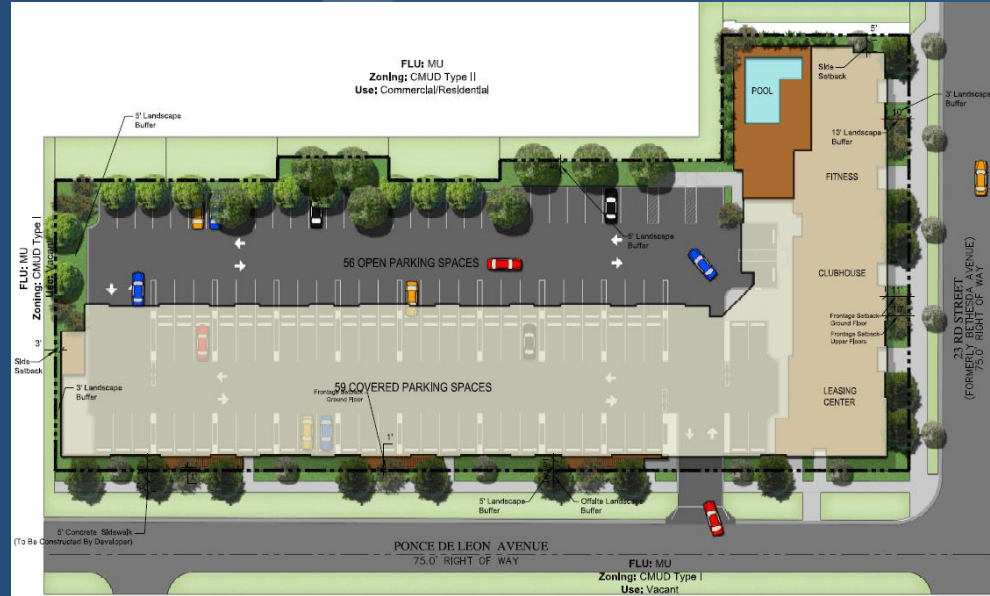 FLU: MU
Zoning: CMUD Type II
Use: Commercial/Residential
5' Landscape
Buffer
POOL
5'
Side
Setback
3' Landscape
Buffer
10'
10' Landscape
Buffer
FITNESS
FLU: MU
Zoning: CMUD Type I
Use: Vacant
5' Landscape
Buffer
56 OPEN PARKING SPACES
CLUBHOUSE
Frontage Setback
Ground Floor
Frontage Setback
Upper Floors
23 RD STREET
(FORMERLY BETHESDA AVENUE)
75.0' RIGHT OF WAY
3'
Side
Setback
3' Landscape
Buffer
59 COVERED PARKING SPACES
Frontage Setback
Ground Floor
LEASING
CENTER
1'
5' Landscape
Buffer
Offsite Landscape
Buffer
5' Concrete Sidewalk
(To Be Constructed By Developer)
PONCE DE LEON AVENUE
75.0' RIGHT OF WAY
FLU: MU
Zoning: CMUD Type I
Use: Vacant